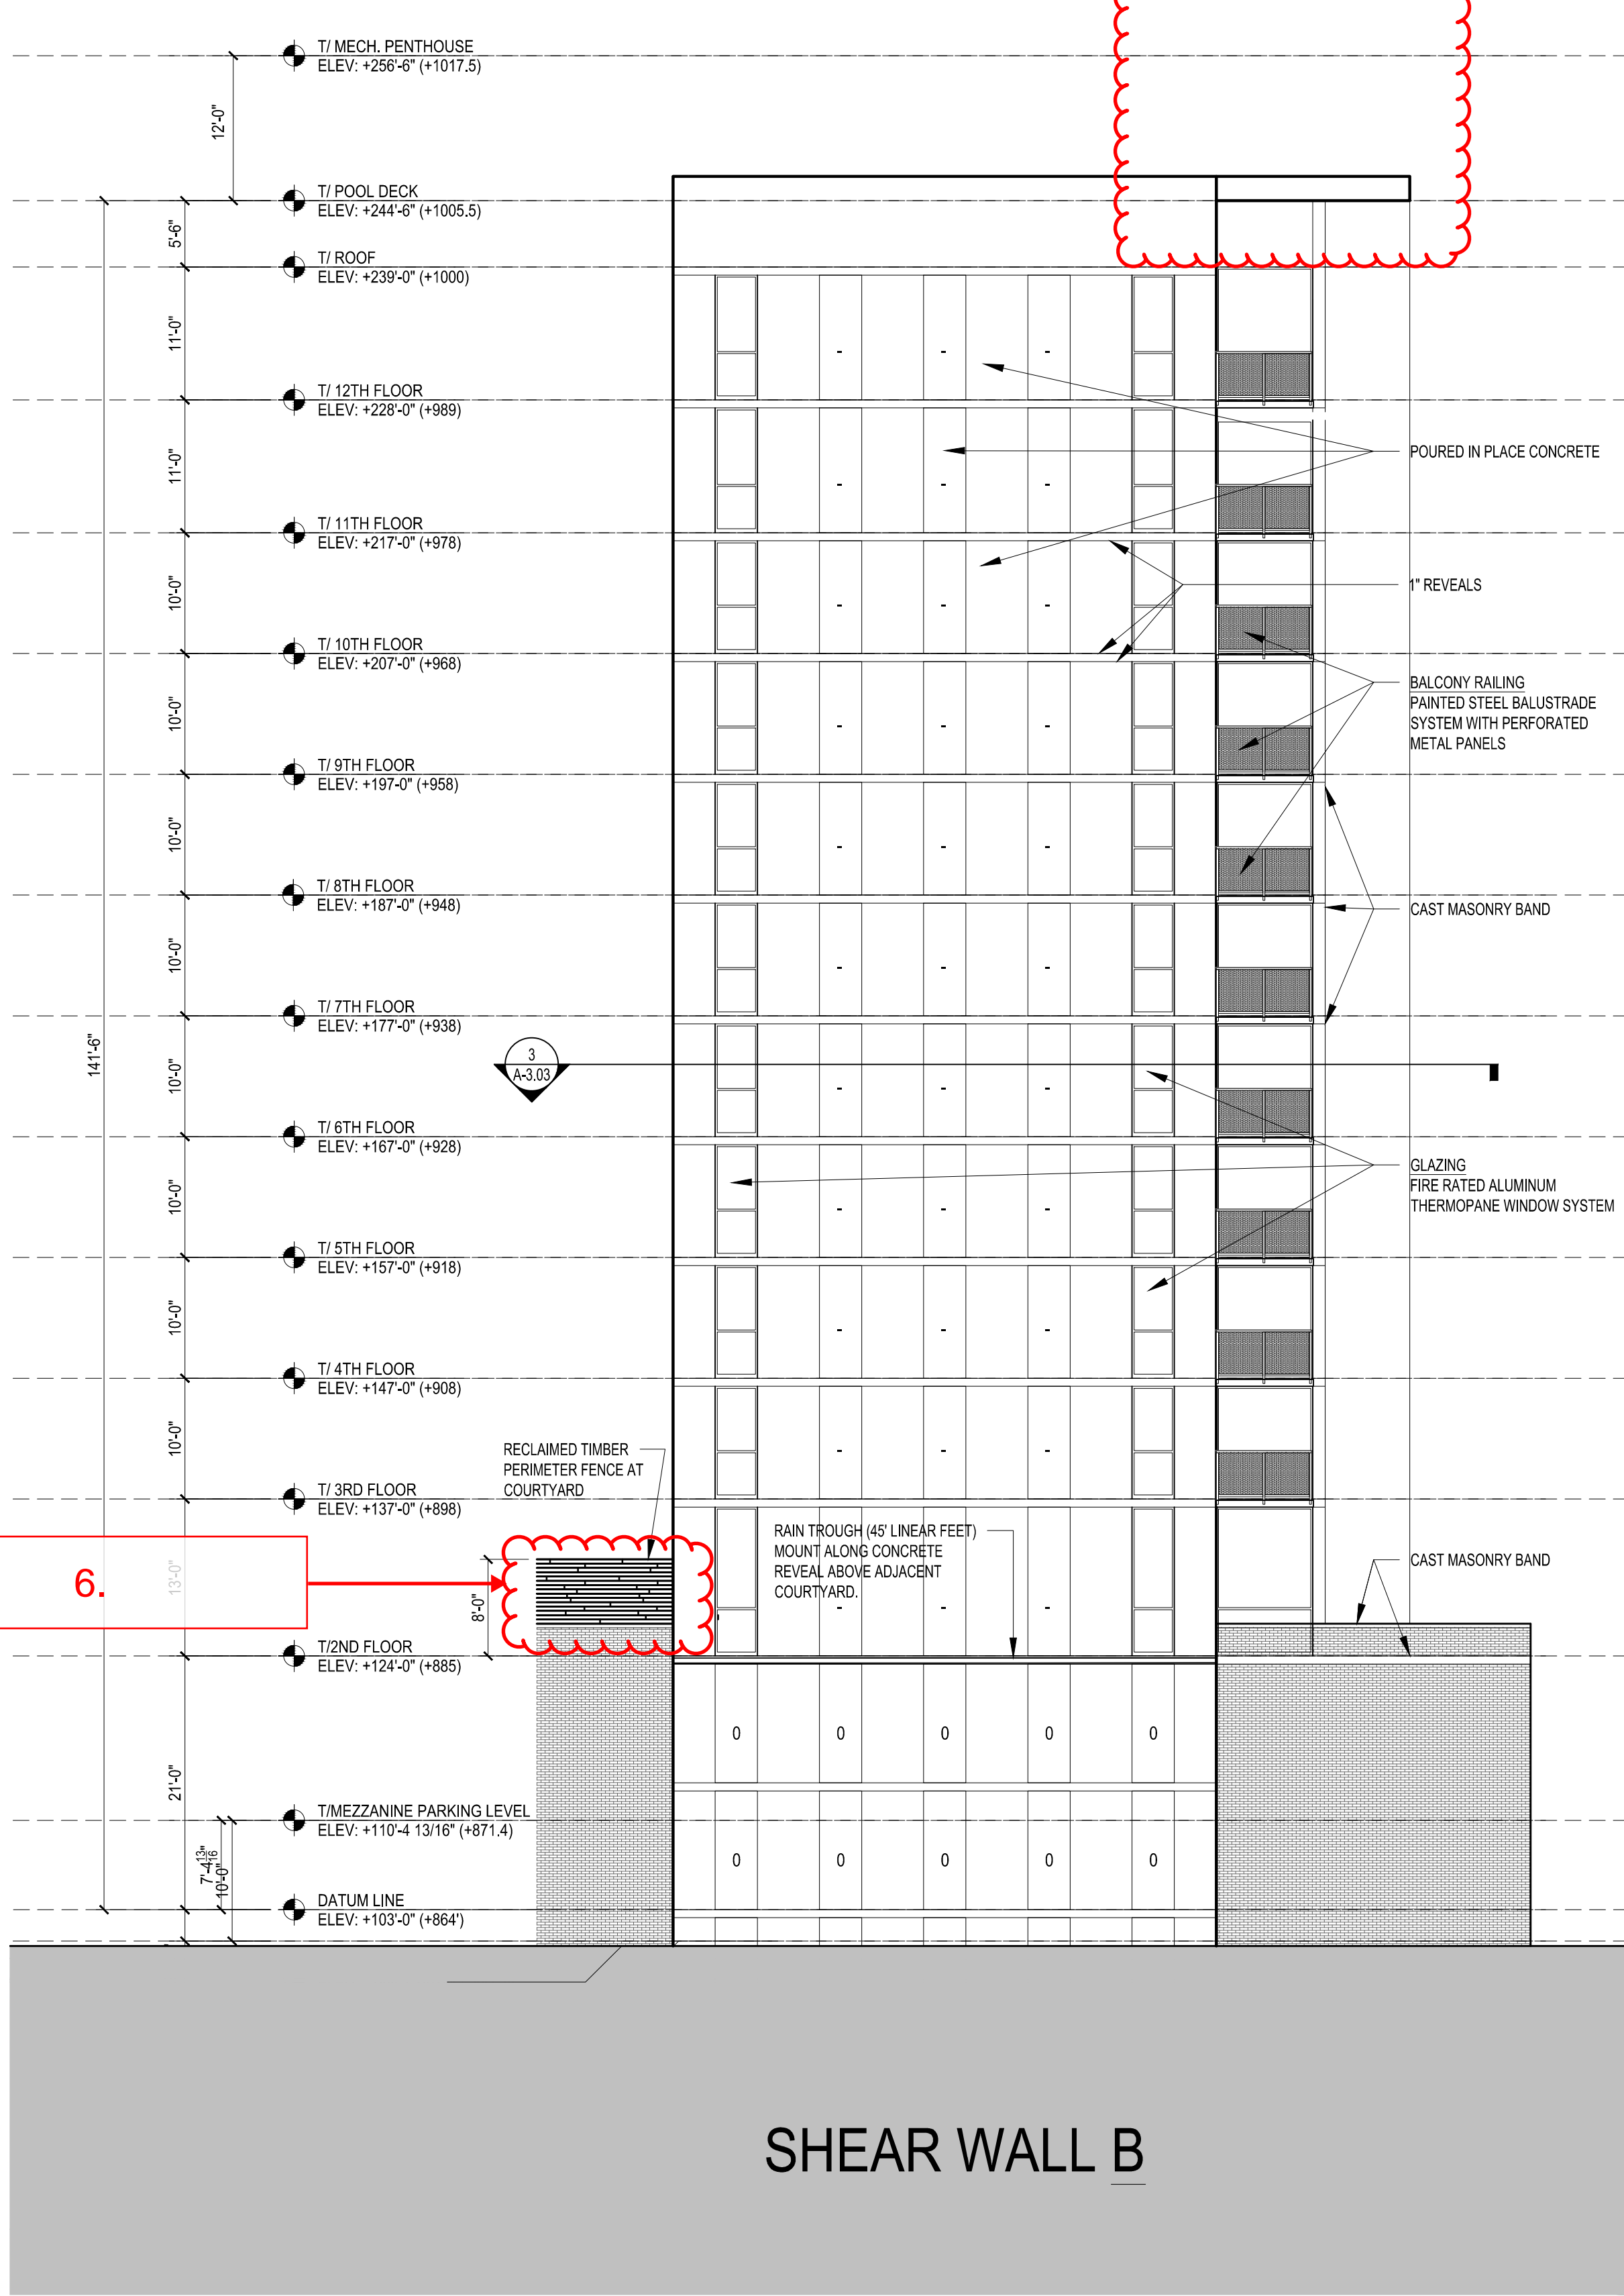 T/ MECH. PENTHOUSE
ELEV: +256'-6" (+1017.5)
12'-0"
T/ POOL DECK
ELEV: +244'-6" (+1005.5)
5'-6"
T/ ROOF
ELEV: +239'-0" (+1000)
11'-0"
T/ 12TH FLOOR
ELEV: +228'-0" (+989)
POURED IN PLACE CONCRETE
11'-0"
T/ 11TH FLOOR
ELEV: +217'-0" (+978)
1" REVEALS
10'-0"
T/ 10TH FLOOR
ELEV: +207'-0" (+968)
BALCONY RAILING
PAINTED STEEL BALUSTRADE
SYSTEM WITH PERFORATED
METAL PANELS
10'-0"
T/ 9TH FLOOR
ELEV: +197-0" (+958)
10'-0"
T/ 8TH FLOOR
ELEV: +187'-0" (+948)
CAST MASONRY BAND
10'-0"
T/ 7TH FLOOR
ELEV: +177'-0" (+938)
141'-6"
3
A-3.03
10'-0"
T/ 6TH FLOOR
ELEV: +167'-0" (+928)
GLAZING
FIRE RATED ALUMINUM
THERMOPANE WINDOW SYSTEM
10'-0"
T/ 5TH FLOOR
ELEV: +157'-0" (+918)
10'-0"
T/ 4TH FLOOR
ELEV: +147'-0" (+908)
10'-0"
RECLAIMED TIMBER
PERIMETER FENCE AT
COURTYARD
T/ 3RD FLOOR
ELEV: +137'-0" (+898)
RAIN TROUGH (45' LINEAR FEET)
MOUNT ALONG CONCRETE
REVEAL ABOVE ADJACENT
COURTYARD.
CAST MASONRY BAND
6.
13'-0"
8'-0"
T/2ND FLOOR
ELEV: +124'-0" (+885)
0 0 0 0 0
21'-0"
T/MEZZANINE PARKING LEVEL
ELEV: +110'-4 13/16" (+871.4)
0 0 0 0 0
7'-4 13/16"
10'-0"
DATUM LINE
ELEV: +103'-0" (+864')
SHEAR WALL B